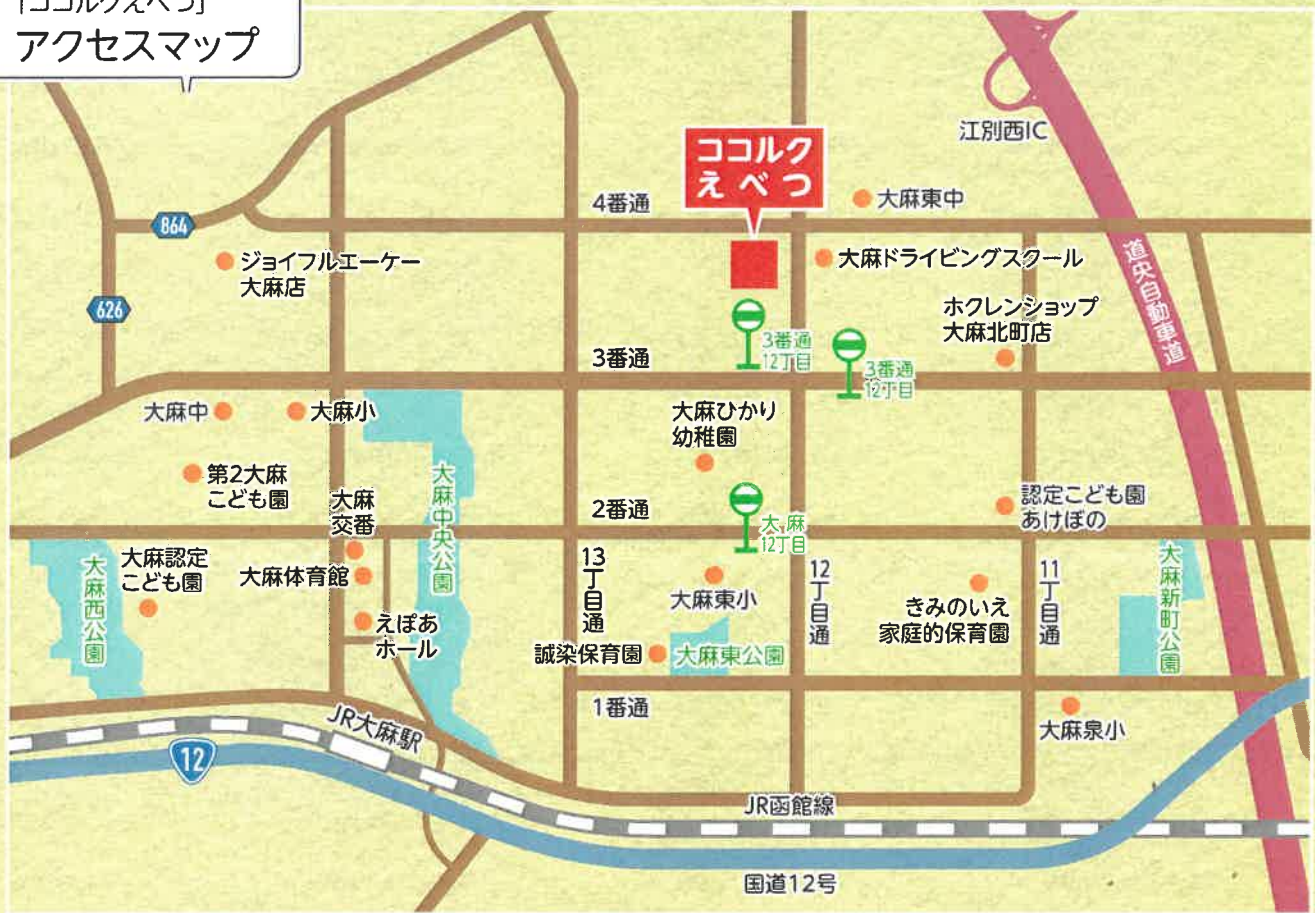 「ココルクえべつ」
アクセスマップ
江別西IC
ココルク
えべつ
4番通
大麻東中
864
ジョイフルエーケー
大麻店
大麻ドライビングスクール
道央自動車道
626
ホクレンショップ
大麻北町店
3番通
12丁目
3番通
3番通
12丁目
大麻中
大麻小
大麻ひかり
幼稚園
第2大麻
こども園
大麻
交番
大麻中央公園
2番通
大麻
12丁目
認定こども園
あけぼの
大麻西公園
大麻認定
こども園
大麻体育館
えぽあ
ホール
13丁目通
大麻東小
12丁目通
きみのいえ
家庭的保育園
11丁目通
大麻新町公園
誠染保育園
大麻東公園
1番通
大麻泉小
JR大麻駅
12
JR函館線
国道12号